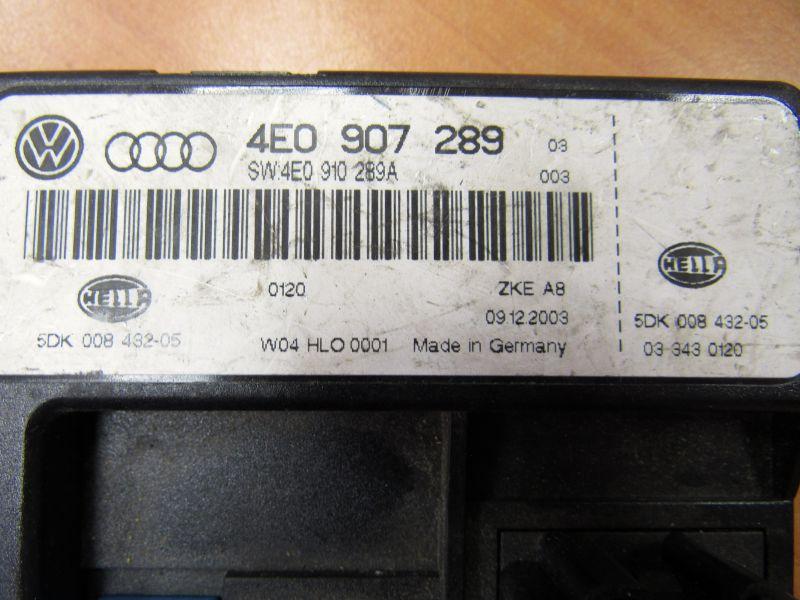 4E0 907 289 03
SW:4E0 910 289A 003
HELLA
0120 ZKE A8
09.12.2003
5DK 008 432-05
W04 HLO 0001 Made in Germany
HELLA
5DK 008 432-05
03 343 0120